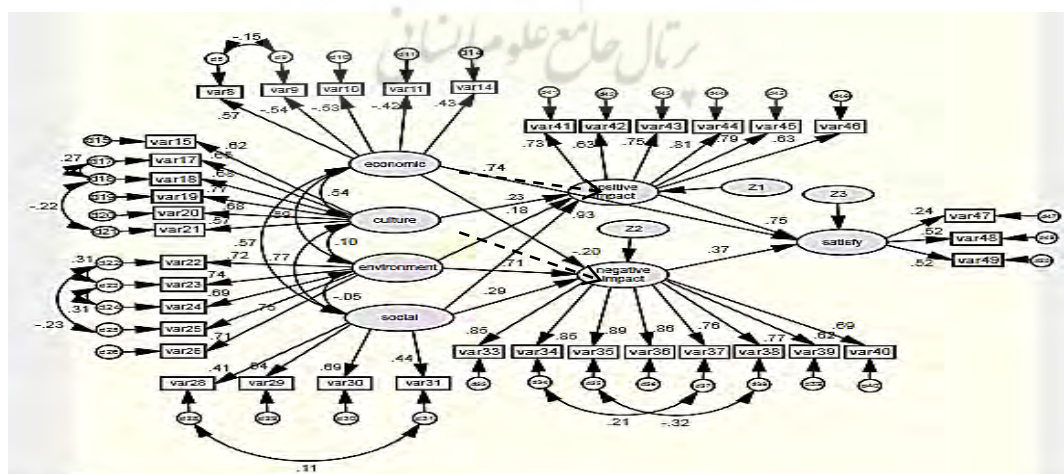 پرتال جامع علوم انسانی
-.15
var8
var9
var10
var11
var14
.57
-.54
-.53
-.42
.43
var41
var42
var43
var44
var45
var46
.73
.63
.75
.81
.79
.63
var15
var17
var18
var19
var20
var21
.62
.68
.77
.68
.57
.27
-.22
economic
culture
environment
social
.54
.10
-.05
.57
.77
.74
.23
.18
.93
-.20
.71
.29
positive
impact
Z1
Z2
Z3
negative
impact
satisfy
.75
.37
.24
.52
.52
var47
var48
var49
var22
var23
var24
var25
var26
.72
.74
.69
.75
.71
.31
.31
-.23
var28
var29
var30
var31
.41
.69
.44
.11
var33
var34
var35
var36
var37
var38
var39
var40
.85
.85
.89
.86
.76
.77
.62
.69
.21
-.32